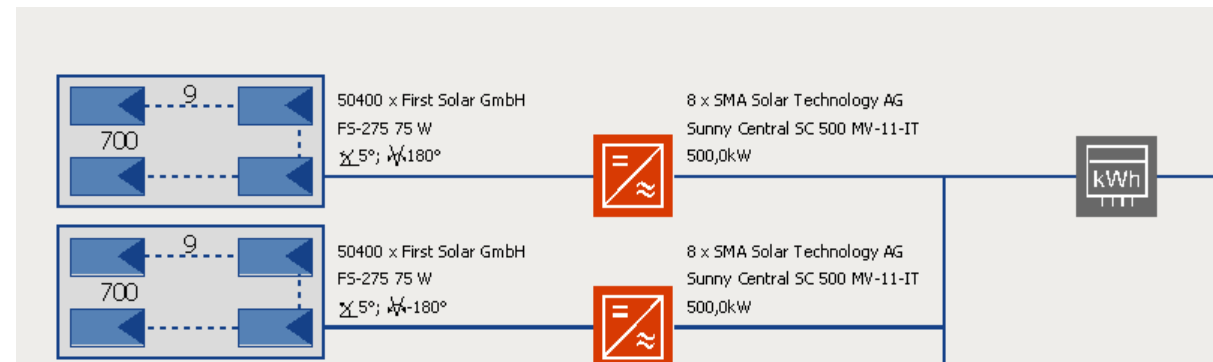 9
700
50400 x First Solar GmbH
FS-275 75 W
5°; 180°
8 x SMA Solar Technology AG
Sunny Central SC 500 MV-11-IT
500,0kW
kWh
9
700
50400 x First Solar GmbH
FS-275 75 W
5°; -180°
8 x SMA Solar Technology AG
Sunny Central SC 500 MV-11-IT
500,0kW